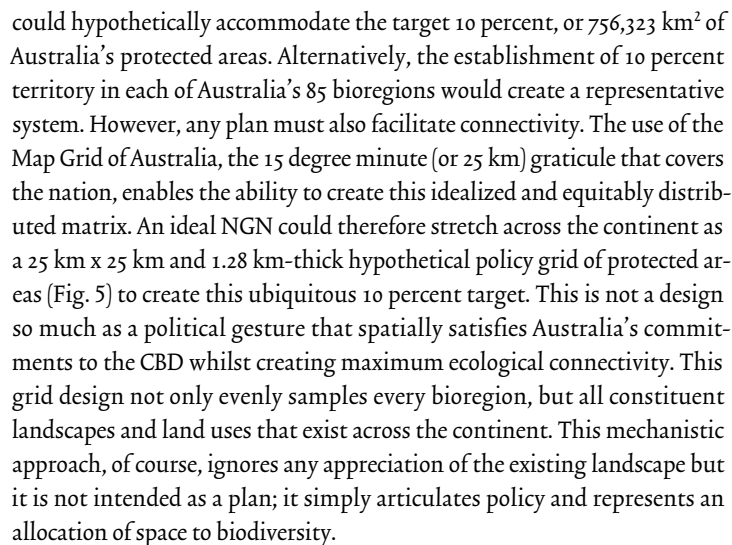 could hypothetically accommodate the target 10 percent, or 756,323 km² of
Australia’s protected areas. Alternatively, the establishment of 10 percent
territory in each of Australia’s 85 bioregions would create a representative
system. However, any plan must also facilitate connectivity. The use of the
Map Grid of Australia, the 15 degree minute (or 25 km) graticule that covers
the nation, enables the ability to create this idealized and equitably distrib-
uted matrix. An ideal NGN could therefore stretch across the continent as
a 25 km x 25 km and 1.28 km-thick hypothetical policy grid of protected ar-
eas (Fig. 5) to create this ubiquitous 10 percent target. This is not a design
so much as a political gesture that spatially satisfies Australia’s commit-
ments to the CBD whilst creating maximum ecological connectivity. This
grid design not only evenly samples every bioregion, but all constituent
landscapes and land uses that exist across the continent. This mechanistic
approach, of course, ignores any appreciation of the existing landscape but
it is not intended as a plan; it simply articulates policy and represents an
allocation of space to biodiversity.